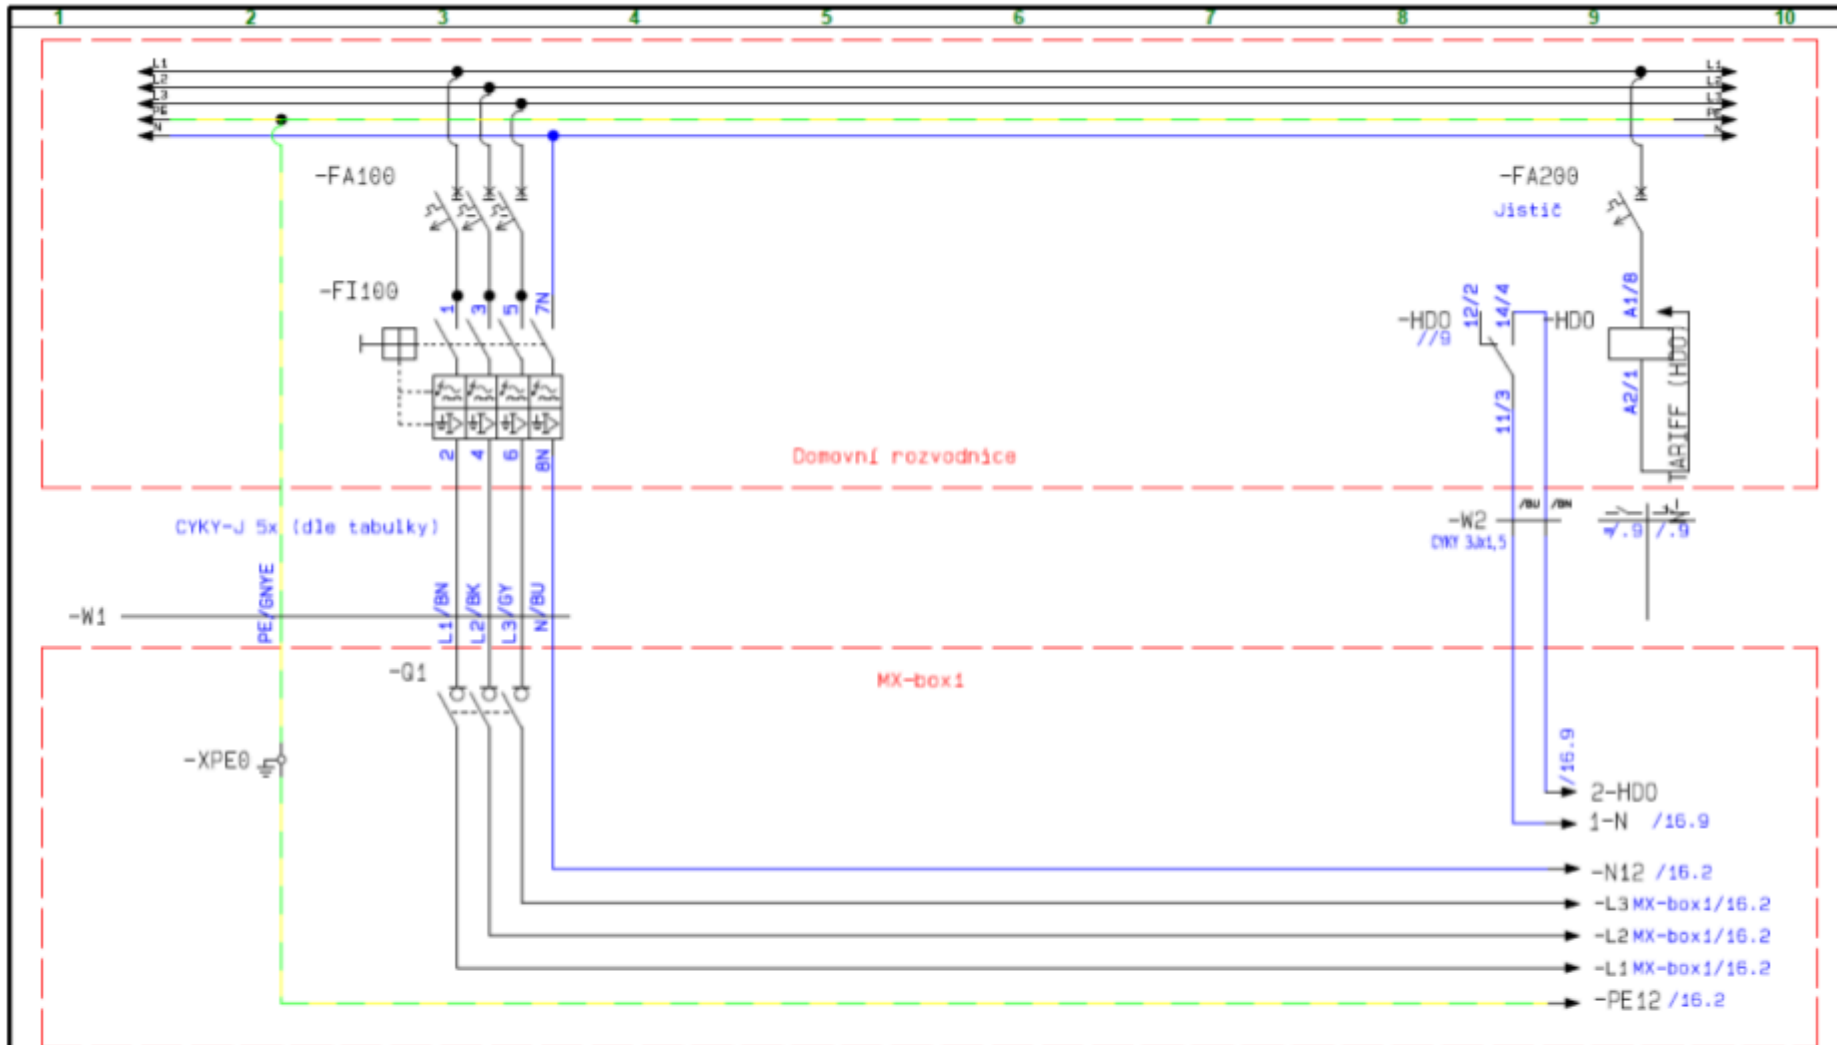 1 2 3 4 5 6 7 8 9 10
L1 L1
L2 L2
L3 L3
PE PE
N N
-FA100
-FA200
Jistič
-FI100
1 3 5 7N
-HDO
//9
12/2
14/4
11/3
-HDO
A1/8
A2/1
TARIFF (HDO)
2 4 6 8N
Domovní rozvodnice
CYKY-J 5x (dle tabulky)
-W2
CYKY 3Jx1,5
/BU /BN
/.9 /.9
-W1
PE/GNYE
L1/BN
L2/BK
L3/GY
N/BU
-Q1
MX-box1
-XPE0
/16.9
2-HDO
1-N /16.9
-N12 /16.2
-L3 MX-box1/16.2
-L2 MX-box1/16.2
-L1 MX-box1/16.2
-PE12 /16.2